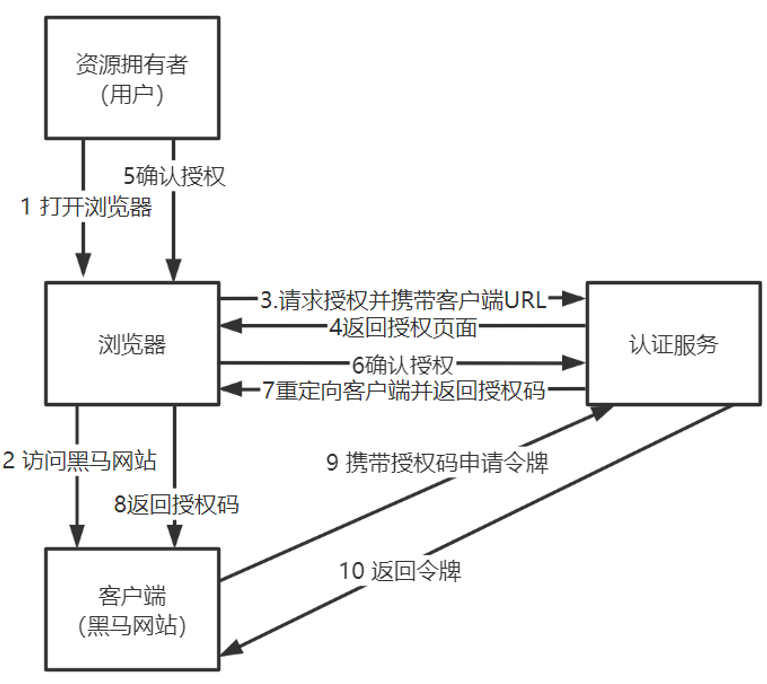 资源拥有者
（用户）
5确认授权
1 打开浏览器
3.请求授权并携带客户端URL
4返回授权页面
浏览器
认证服务
6确认授权
7重定向客户端并返回授权码
2 访问黑马网站
9 携带授权码申请令牌
8返回授权码
10 返回令牌
客户端
（黑马网站）